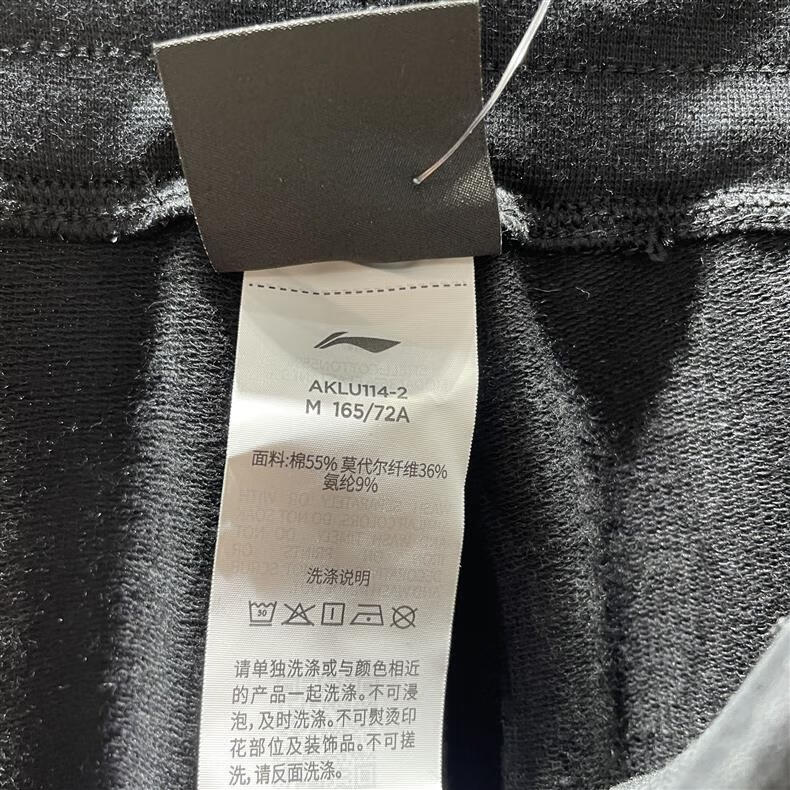 AKLU114-2
M 165/72A
面料:棉55% 莫代尔纤维36%
氨纶9%
洗涤说明
50
请单独洗涤或与颜色相近
的产品一起洗涤。不可浸
泡,及时洗涤。不可熨烫印
花部位及装饰品。不可搓
洗,请反面洗涤。